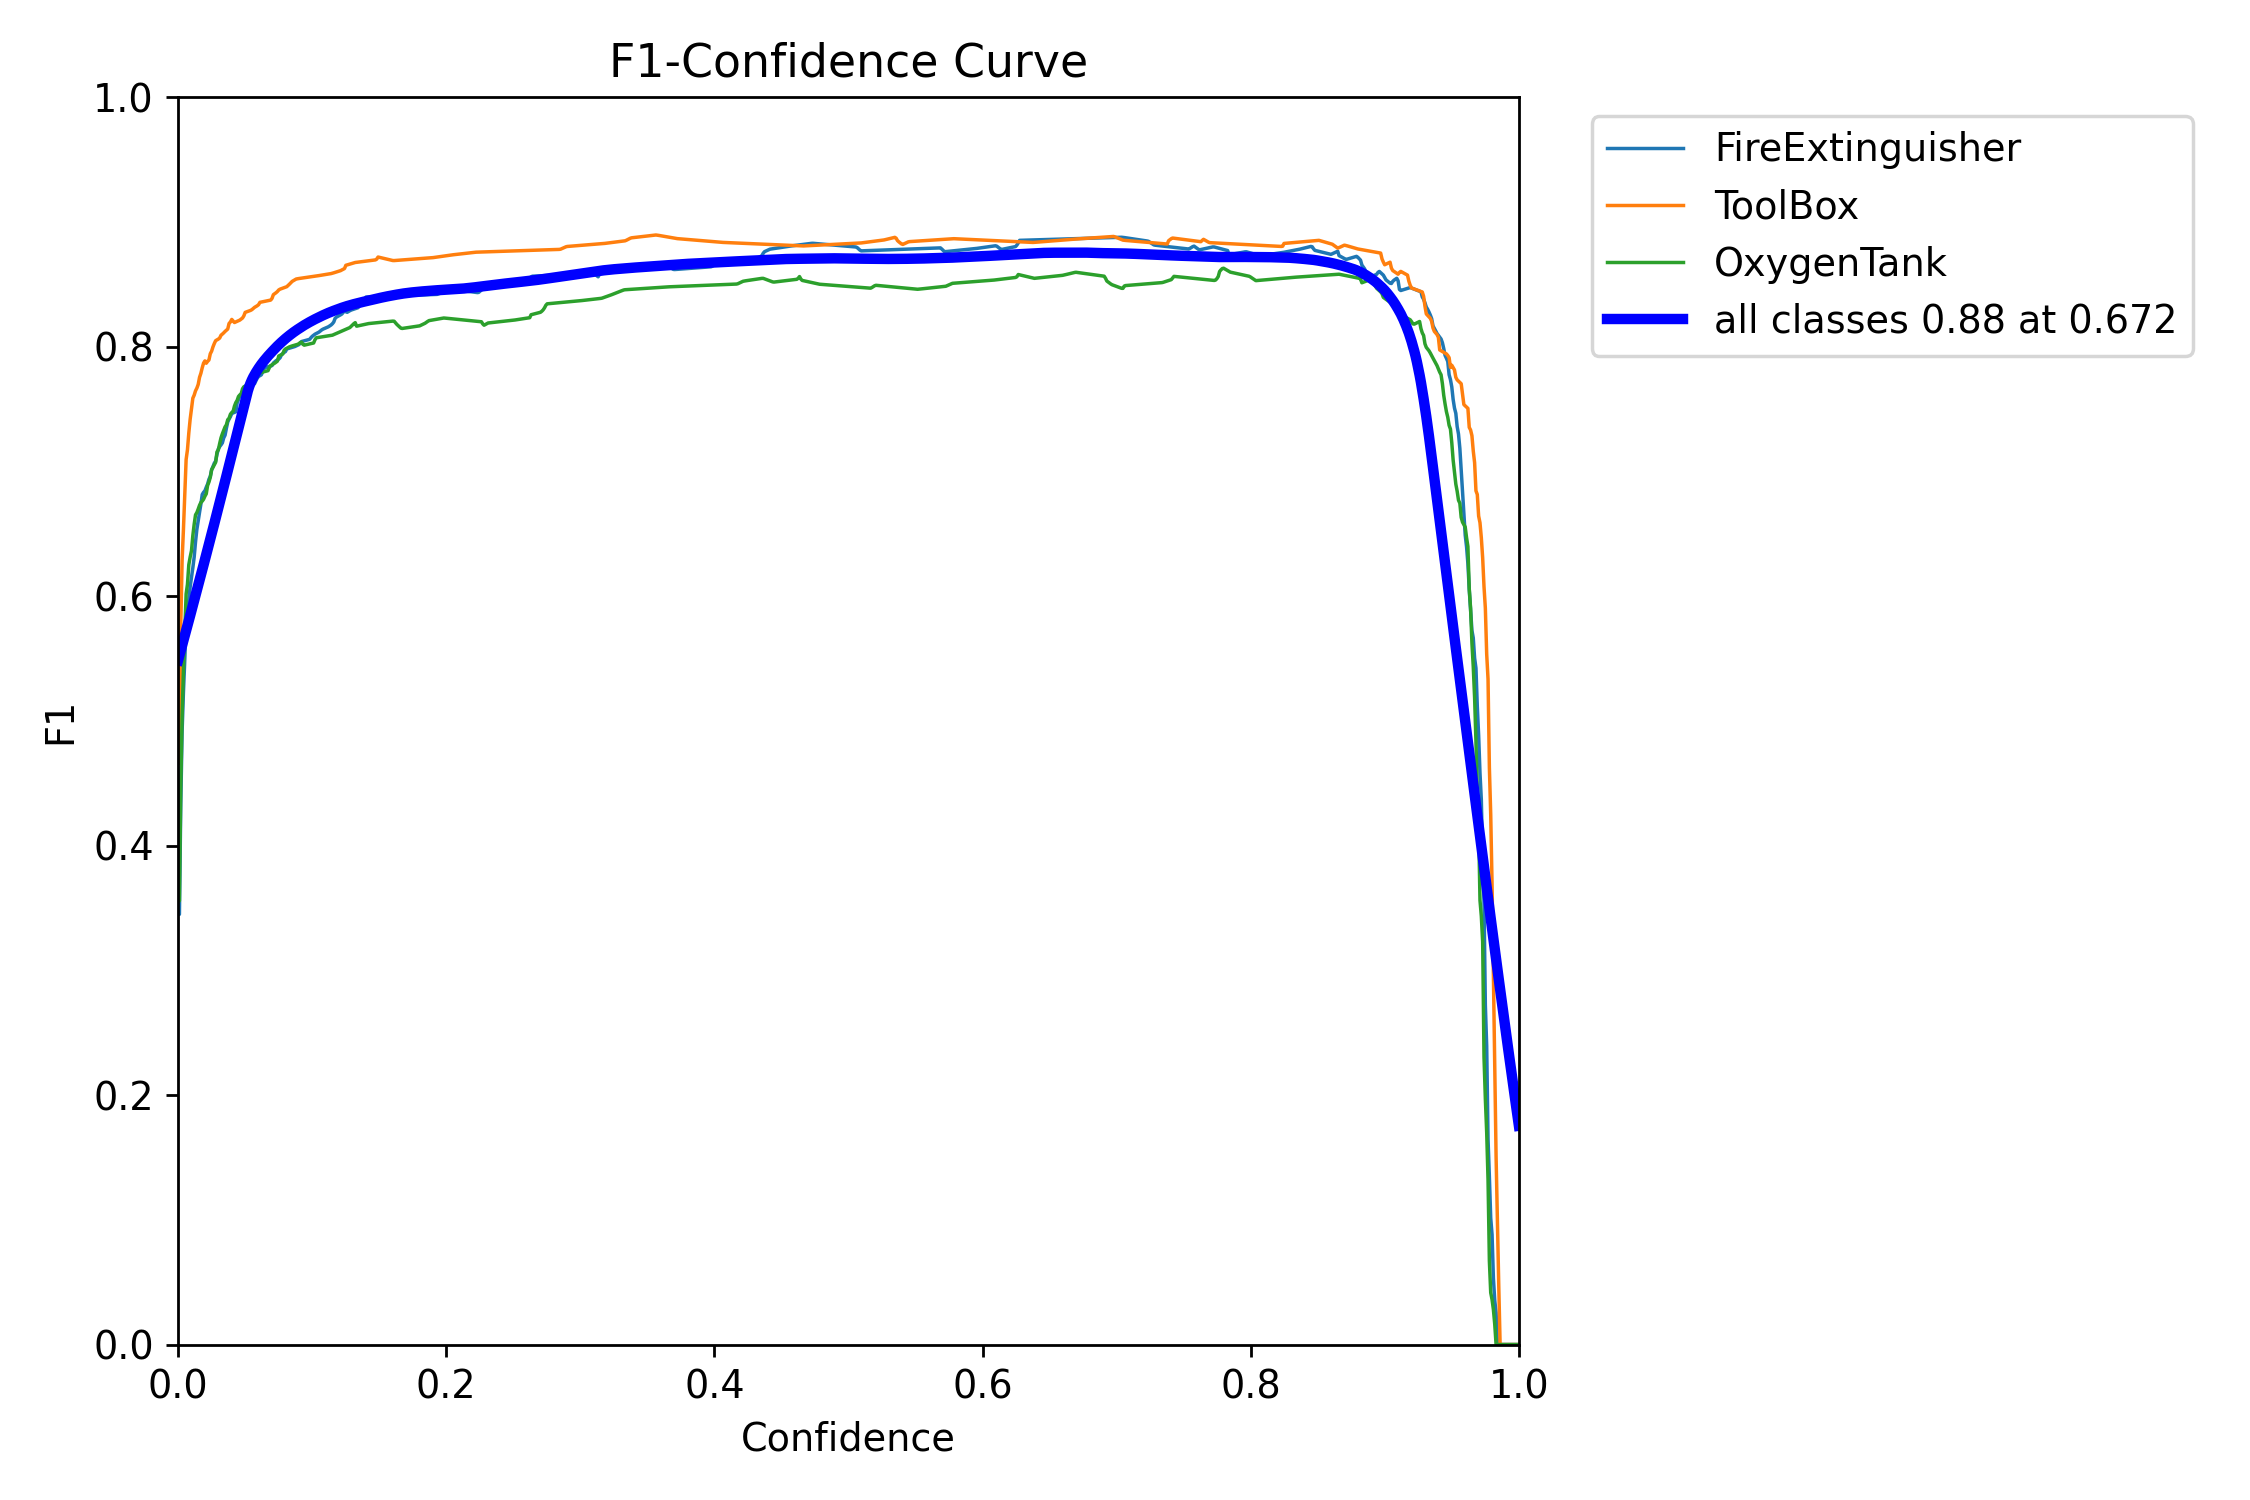 F1-Confidence Curve
FireExtinguisher
ToolBox
OxygenTank
all classes 0.88 at 0.672
F1
1.0
0.8
0.6
0.4
0.2
0.0
0.0 0.2 0.4 0.6 0.8 1.0
Confidence